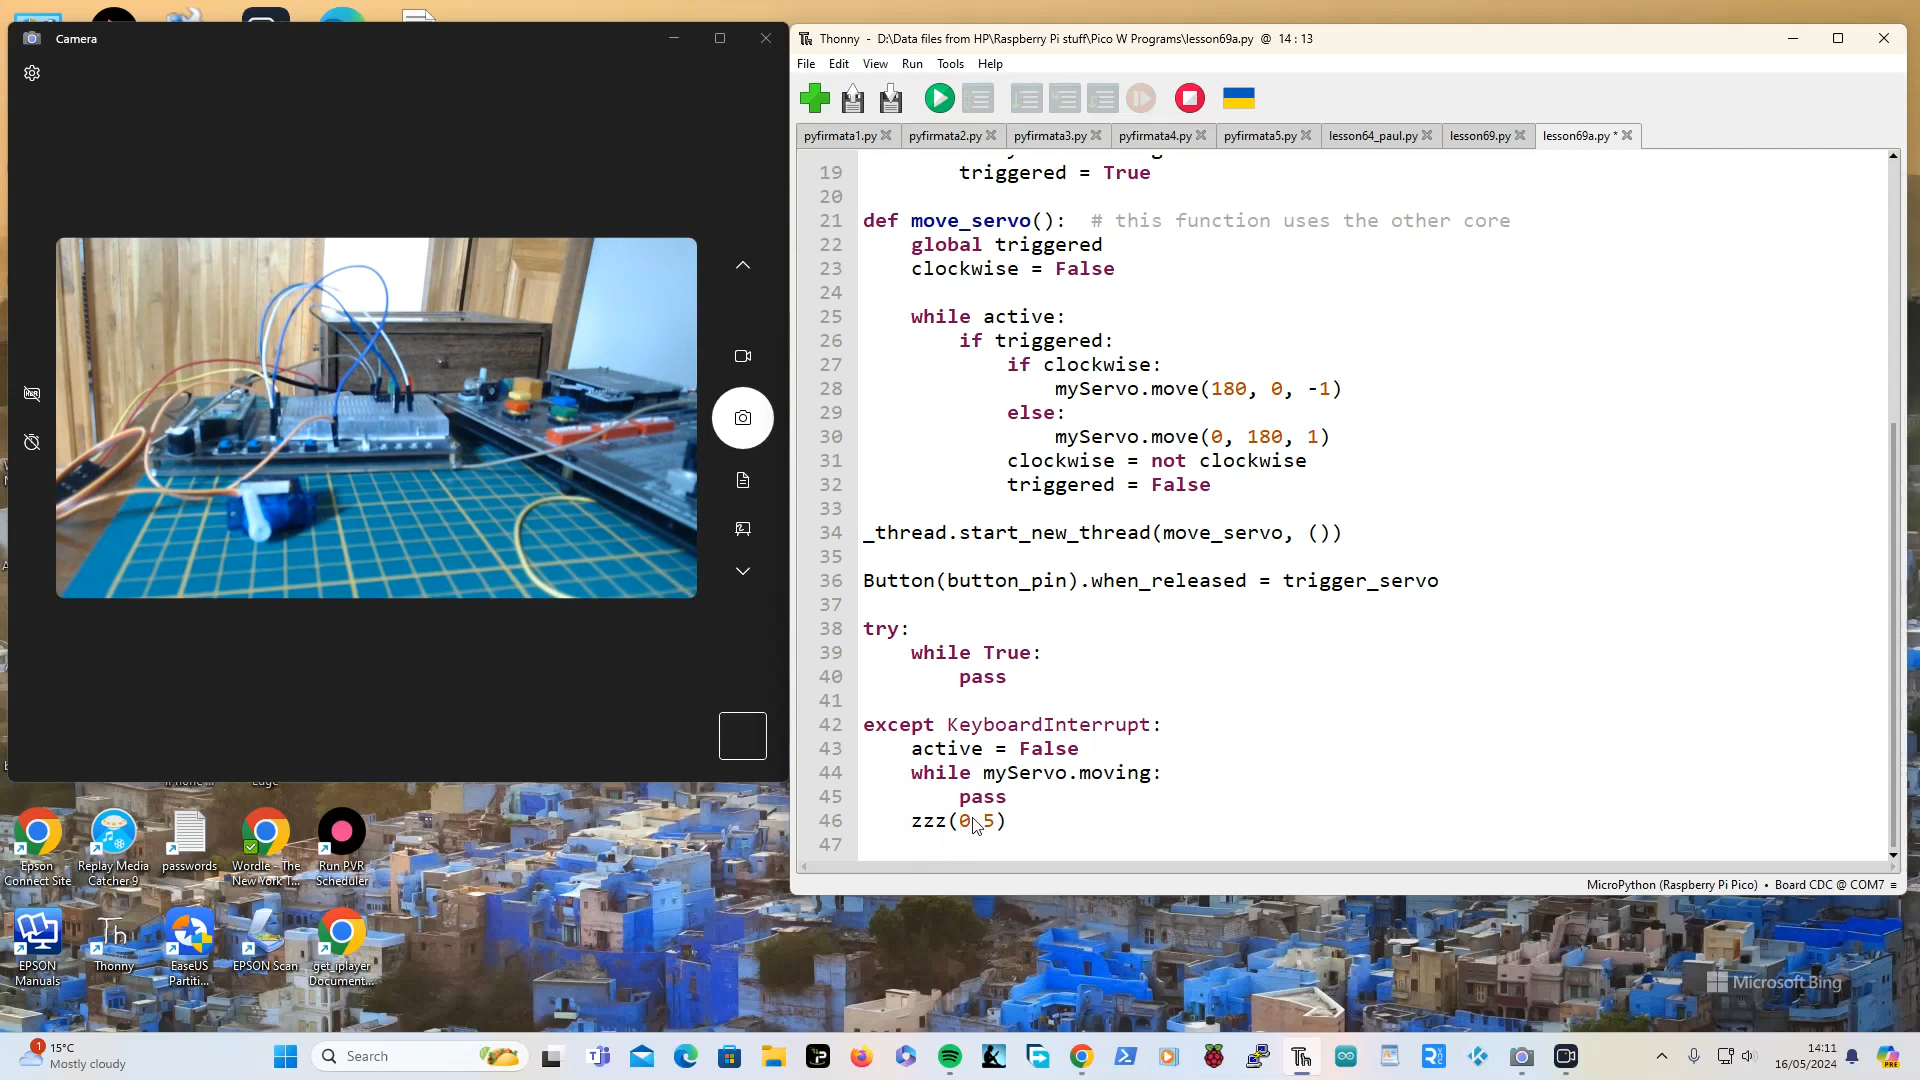 Camera
Thonny - D:\Data files from HP\Raspberry Pi stuff\Pico W Programs\lesson69a.py @ 14 : 13
File Edit View Run Tools Help
pyfirmata1.py pyfirmata2.py pyfirmata3.py pyfirmata4.py pyfirmata5.py lesson64_paul.py lesson69.py lesson69a.py *
19 triggered = True
20
21 def move_servo():  # this function uses the other core
22 global triggered
23 clockwise = False
24
25 while active:
26 if triggered:
27 if clockwise:
28 myServo.move(180, 0, -1)
29 else:
30 myServo.move(0, 180, 1)
31 clockwise = not clockwise
32 triggered = False
33
34 _thread.start_new_thread(move_servo, ())
35
36 Button(button_pin).when_released = trigger_servo
37
38 try:
39 while True:
40 pass
41
42 except KeyboardInterrupt:
43 active = False
44 while myServo.moving:
45 pass
46 zzz(0.5)
47
MicroPython (Raspberry Pi Pico) • Board CDC @ COM7
Epson Connect Site
Replay Media Catcher 9
passwords
Wordle - The New York T...
Run PVR Scheduler
EPSON Manuals
Thonny
EaseUS Partiti...
EPSON Scan
get_iplayer Document...
Microsoft Bing
1
15°C
Mostly cloudy
Search
14:11
16/05/2024